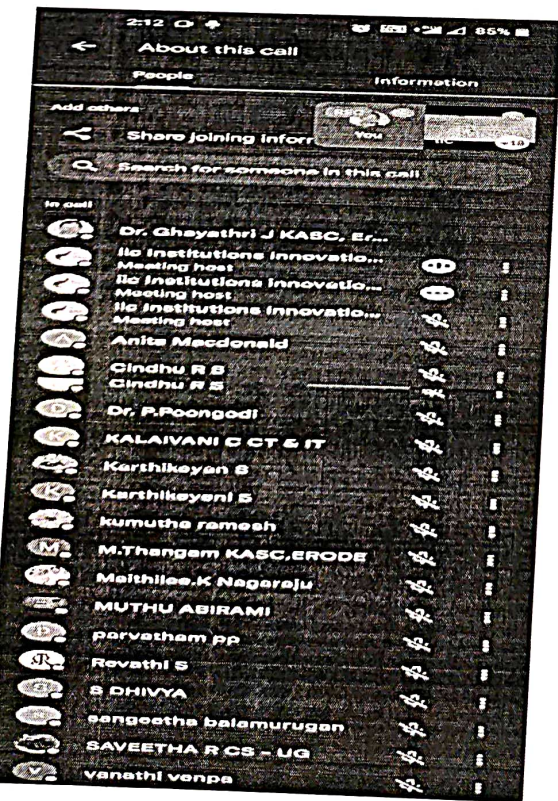 2:12
85%
About this call
People
Information
Add others
Share joining inform
You
IIC
+18
Search for someone in this call
In call
Dr. Ghayathri J KASC, Er...
Iic Institutions Innovatio...
Meeting host
Iic Institutions Innovatio...
Meeting host
Iic Institutions Innovatio...
Meeting host
Anita Macdonald
Cindhu R S
Cindhu R S
Dr. P.Poongodi
KALAIVANI C CT & IT
Karthikeyan S
Karthikeyani S
kumutha ramesh
M.Thangam KASC,ERODE
Maithilee.K Nagaraju
MUTHU ABIRAMI
parvatham pp
Revathi S
S DHIVYA
sangeetha balamurugan
SAVEETHA R CS - UG
vanathi venpa